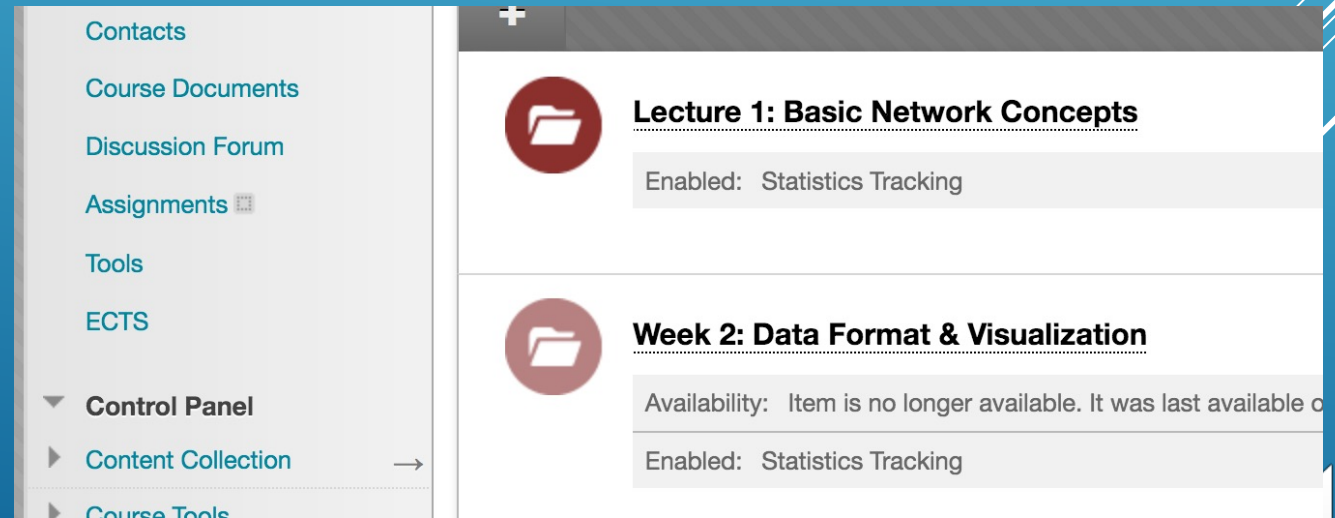 Contacts
Course Documents
Discussion Forum
Assignments
Tools
ECTS
Control Panel
Content Collection
Course Tools
Lecture 1: Basic Network Concepts
Enabled: Statistics Tracking
Week 2: Data Format & Visualization
Availability: Item is no longer available. It was last available
Enabled: Statistics Tracking